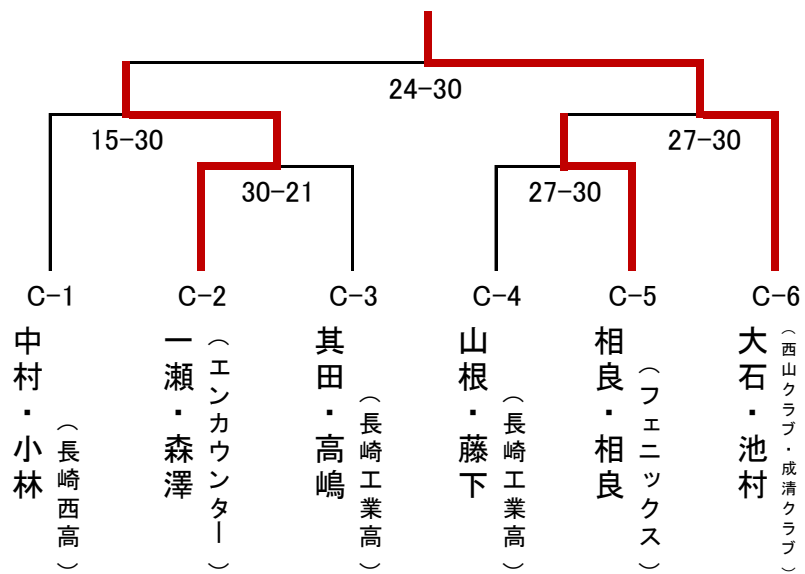 24-30
15-30
27-30
30-21
27-30
C-1
C-2
C-3
C-4
C-5
C-6
中村・小林
（長崎西高）
一瀬・森澤
（エンカウンター）
其田・高嶋
（長崎工業高）
山根・藤下
（長崎工業高）
相良・相良
（フェニックス）
大石・池村
（西山クラブ・成清クラブ）